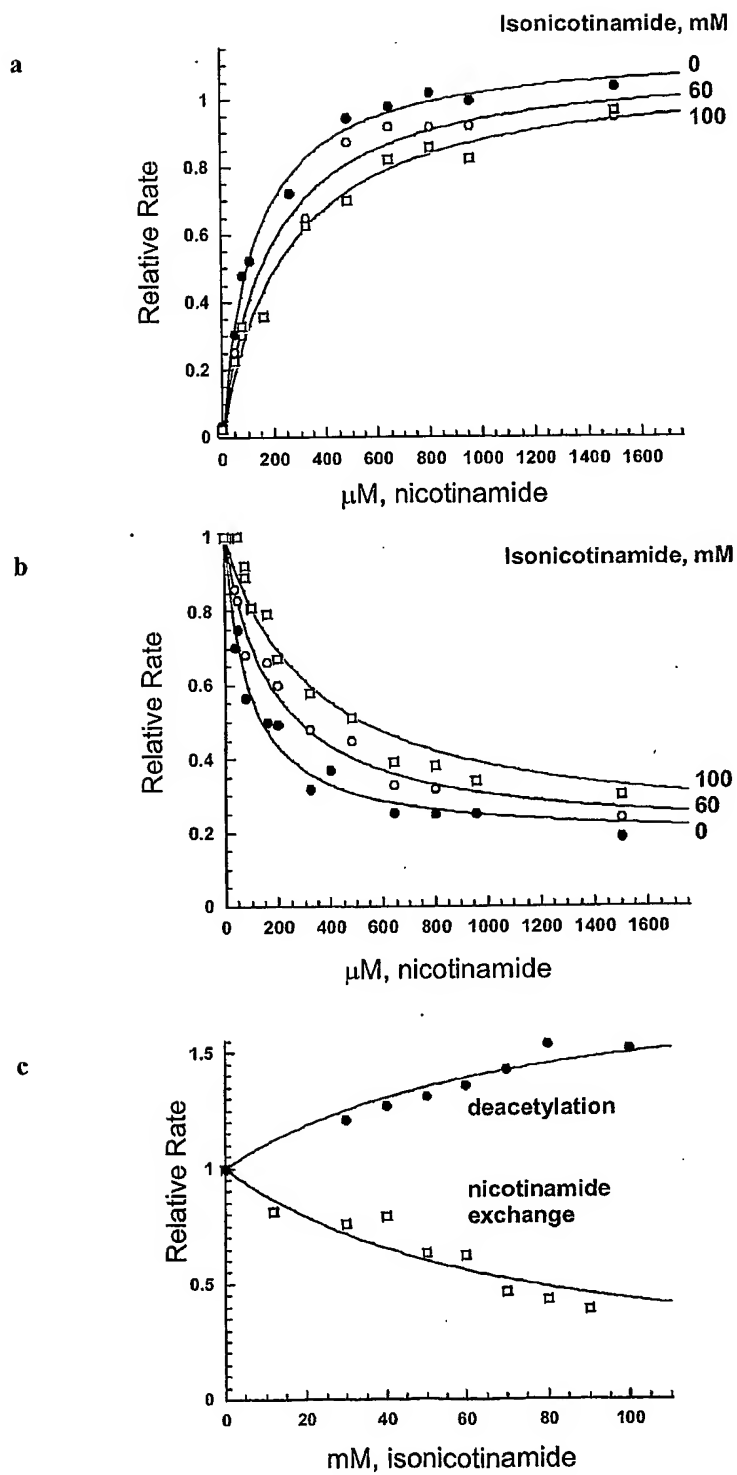 Isonicotinamide, mM
a
0
60
100
1
0.8
0.6
0.4
0.2
0
Relative Rate
0 200 400 600 800 1000 1200 1400 1600
μM, nicotinamide
b
Isonicotinamide, mM
1
0.8
0.6
0.4
0.2
0
Relative Rate
100
60
0
0 200 400 600 800 1000 1200 1400 1600
μM, nicotinamide
c
1.5
1
0.5
0
Relative Rate
deacetylation
nicotinamide
exchange
0 20 40 60 80 100
mM, isonicotinamide